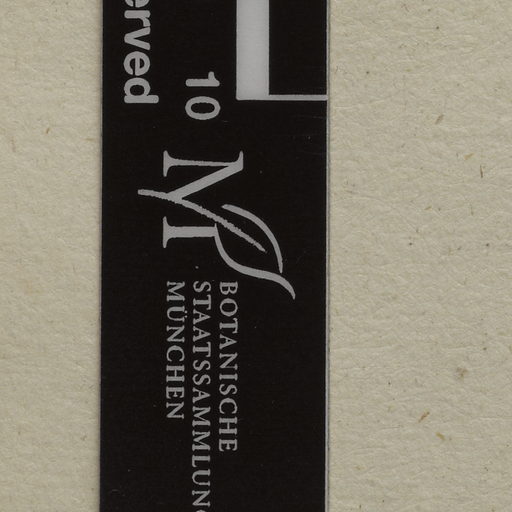 erved
10
BOTANISCHE
STAATSSAMMLUNG
MÜNCHEN